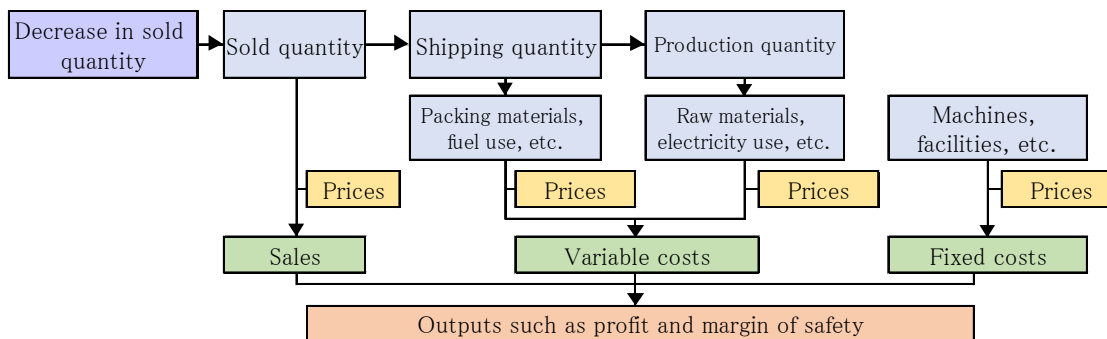 Decrease in sold
quantity
Sold quantity
Shipping quantity
Production quantity
Packing materials,
fuel use, etc.
Raw materials,
electricity use, etc.
Machines,
facilities, etc.
Prices
Prices
Prices
Prices
Sales
Variable costs
Fixed costs
Outputs such as profit and margin of safety